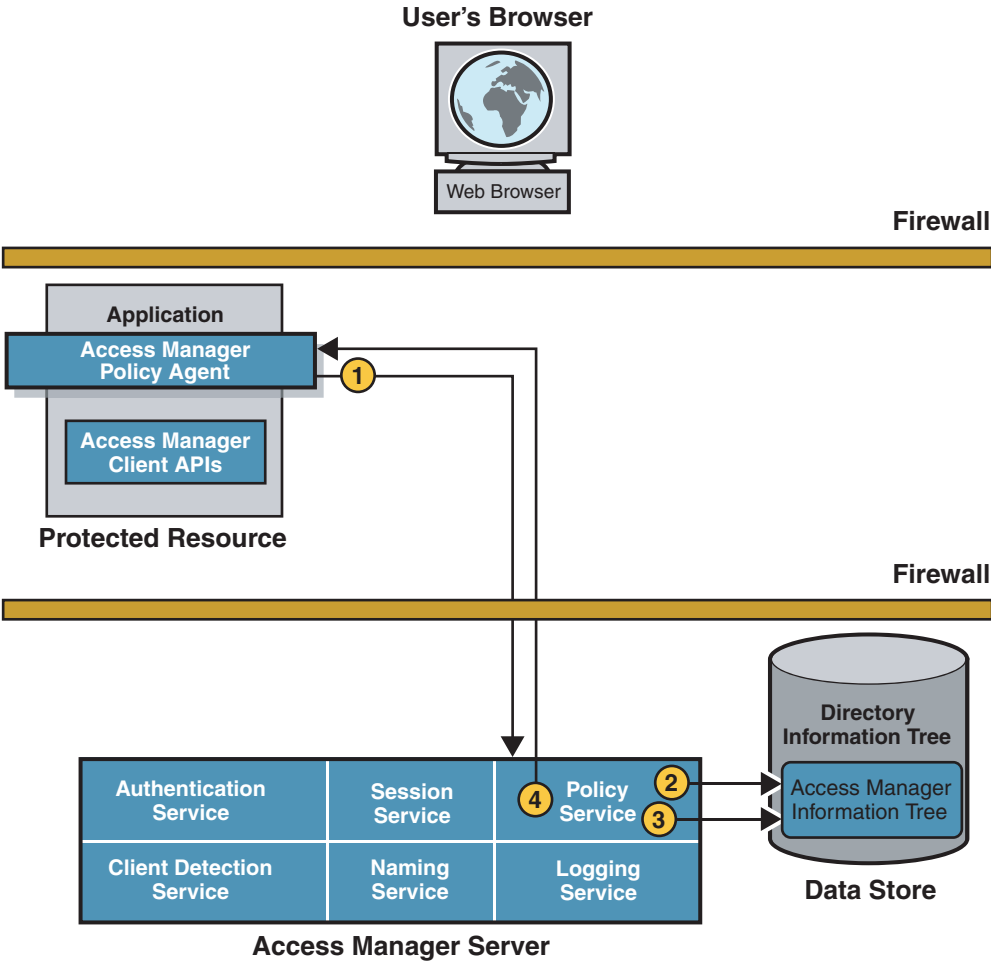 User's Browser
Web Browser
Firewall
Application
Access Manager
Policy Agent
1
Access Manager
Client APIs
Protected Resource
Firewall
Directory
Information Tree
Access Manager
Information Tree
Data Store
Authentication
Service
Session
Service
4
Policy
Service
2
3
Client Detection
Service
Naming
Service
Logging
Service
Access Manager Server